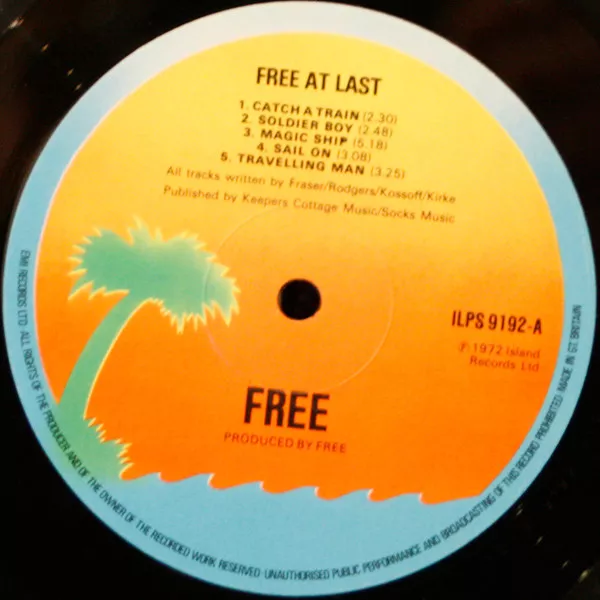 FREE AT LAST
1. CATCH A TRAIN (2.30)
2. SOLDIER BOY (2.48)
3. MAGIC SHIP (5.18)
4. SAIL ON (3.08)
5. TRAVELLING MAN (3.25)
All tracks written by Fraser/Rodgers/Kossoff/Kirke
Published by Keepers Cottage Music/Socks Music
ILPS 9192-A
℗ 1972 Island
Records Ltd
FREE
PRODUCED BY FREE
EMI RECORDS LTD. ALL RIGHTS OF THE PRODUCER AND OF THE OWNER OF THE RECORDED WORK RESERVED · UNAUTHORISED PUBLIC PERFORMANCE AND BROADCASTING OF THIS RECORD PROHIBITED · MADE IN GT. BRITAIN